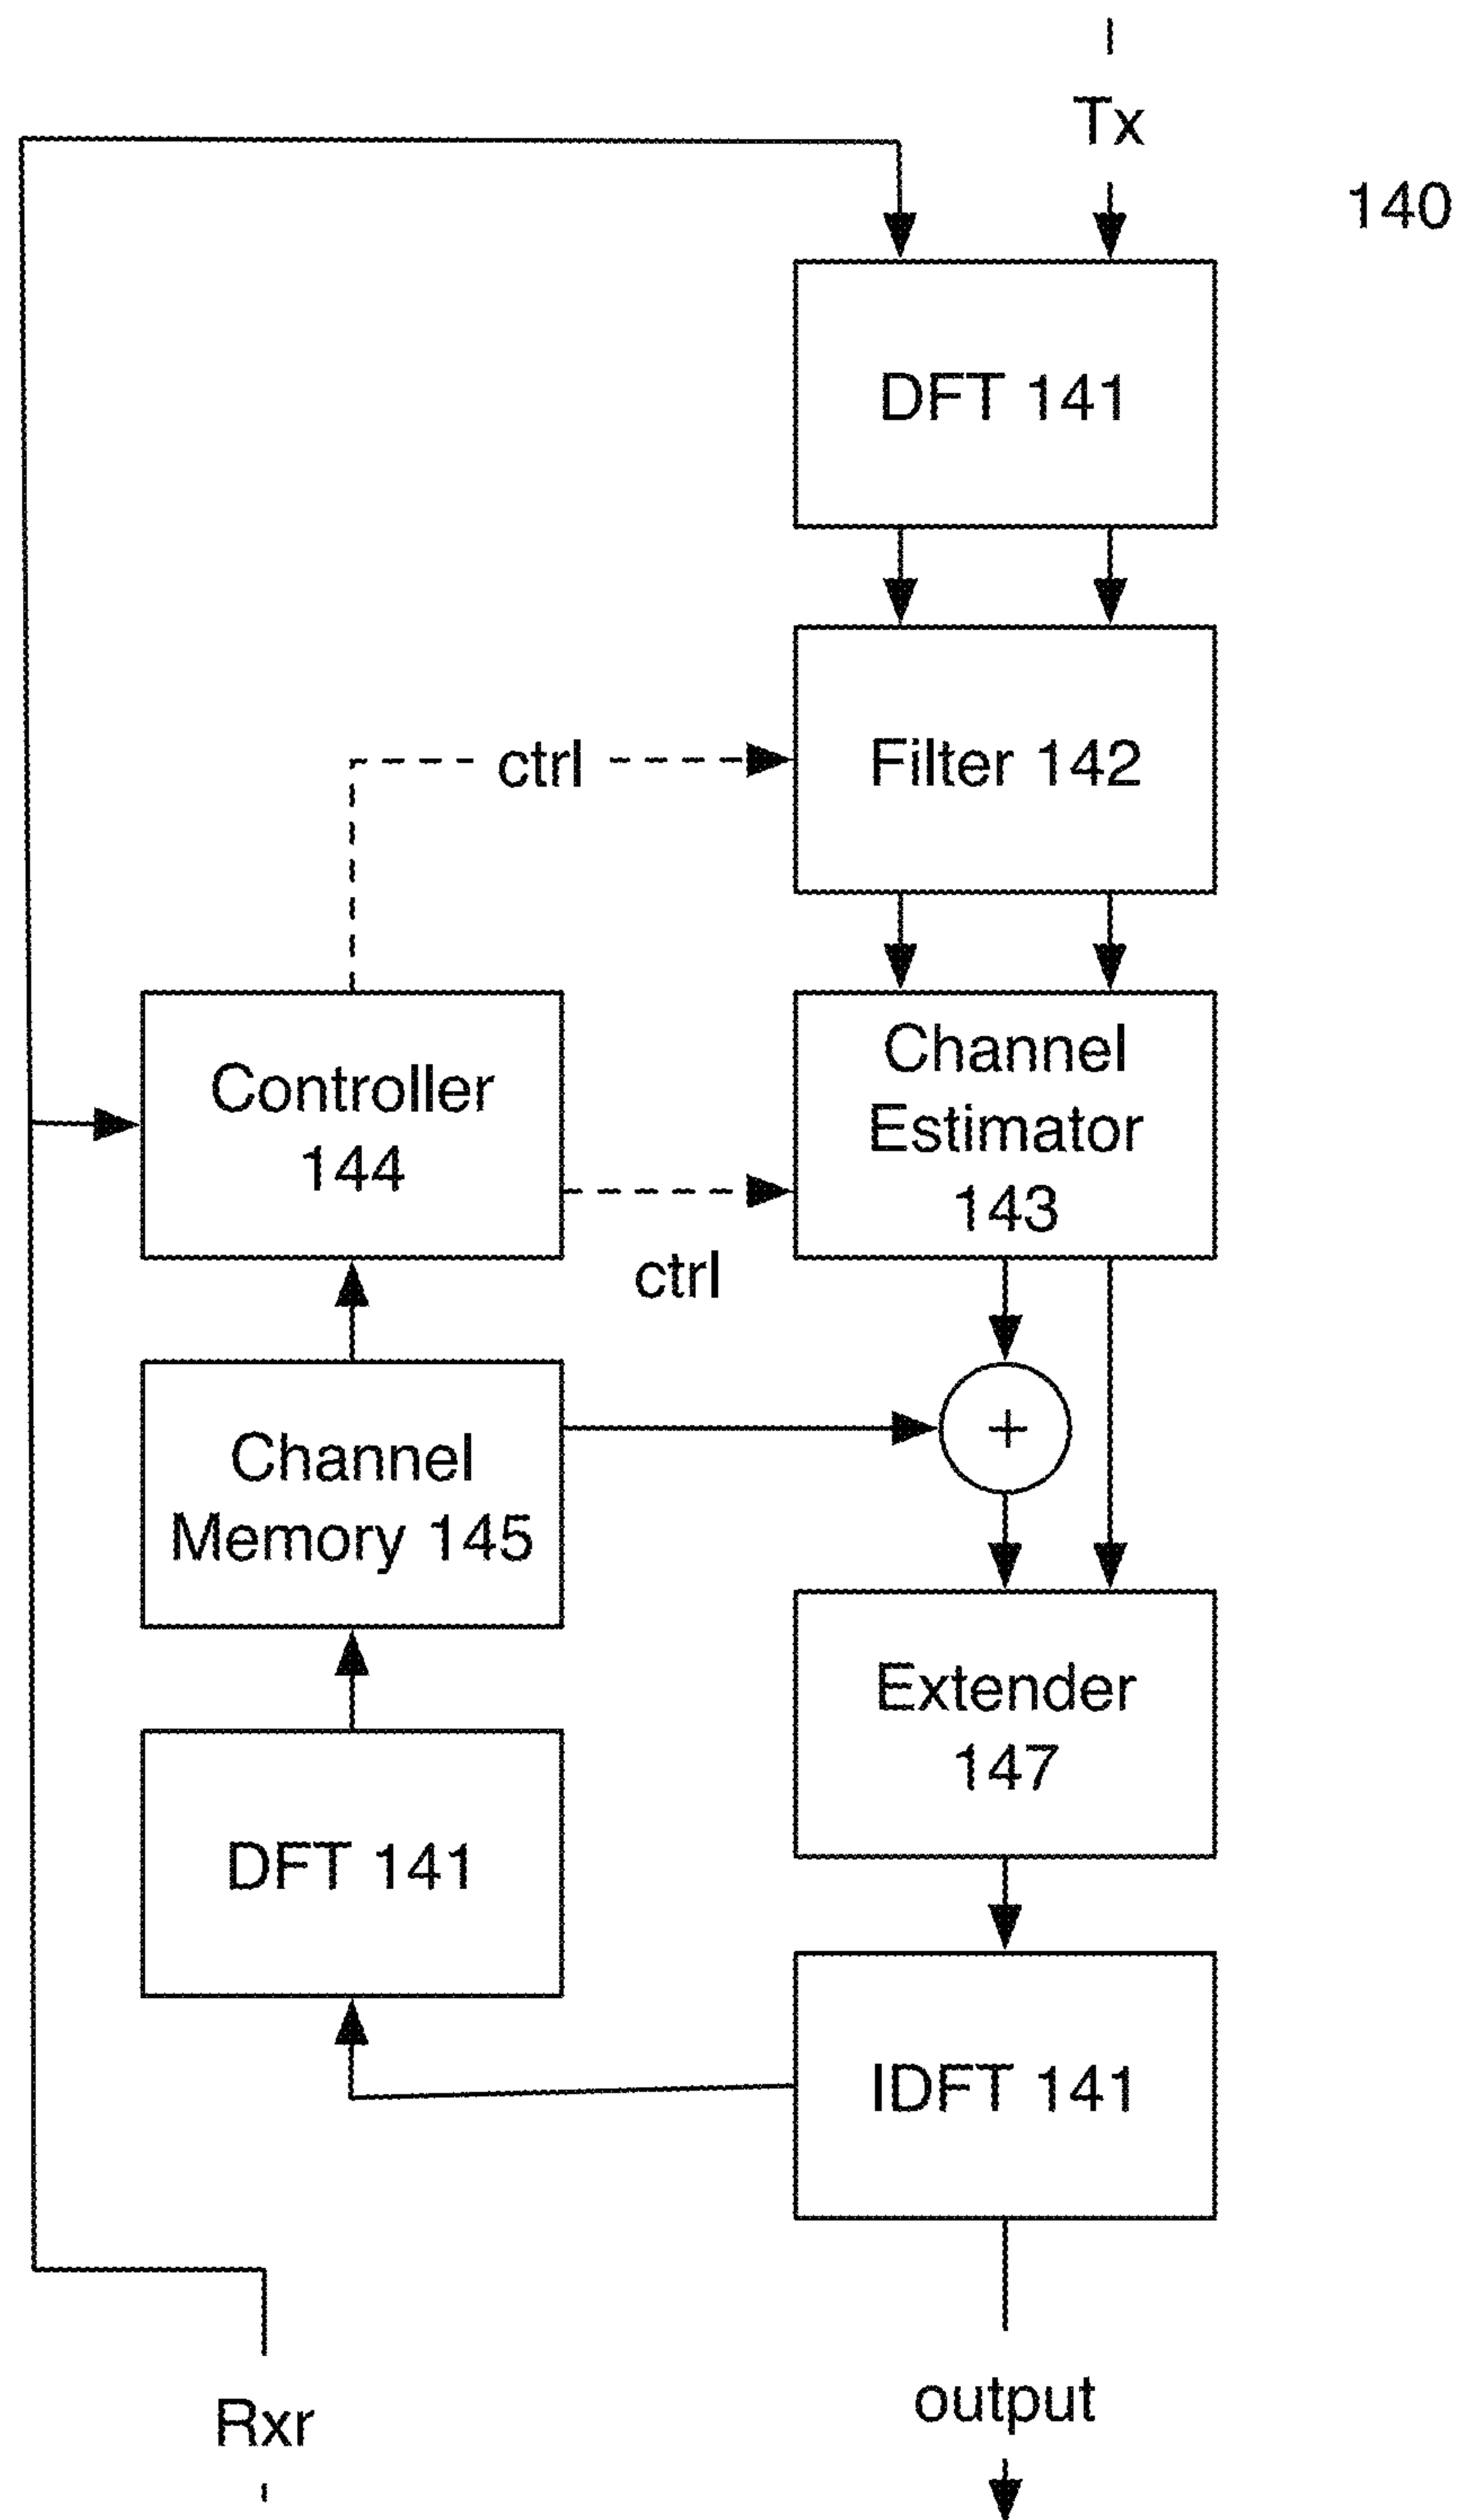 Tx
140
DFT 141
ctrl
Filter 142
Controller
144
Channel
Estimator
143
ctrl
Channel
Memory 145
+
Extender
147
DFT 141
IDFT 141
Rxr
output